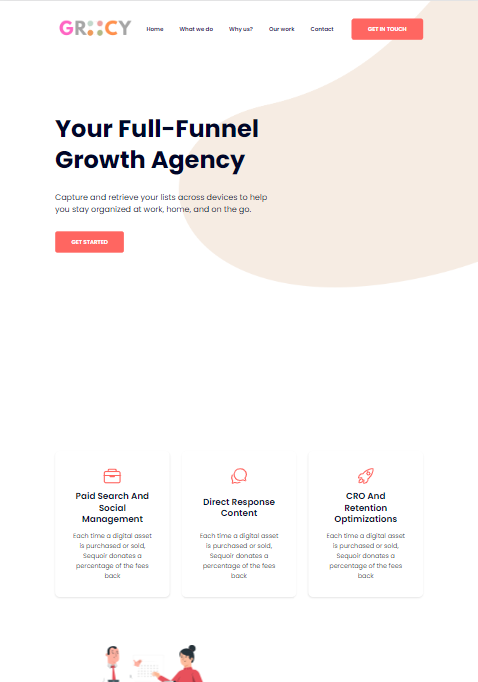 GROCY
Home
What we do
Why us?
Our work
Contact
GET IN TOUCH
Your Full-Funnel
Growth Agency
Capture and retrieve your lists across devices to help
you stay organized at work, home, and on the go.
GET STARTED
Paid Search And
Social
Management
Each time a digital asset
is purchased or sold,
Sequoir donates a
percentage of the fees
back
Direct Response
Content
Each time a digital asset
is purchased or sold,
Sequoir donates a
percentage of the fees
back
CRO And
Retention
Optimizations
Each time a digital asset
is purchased or sold,
Sequoir donates a
percentage of the fees
back